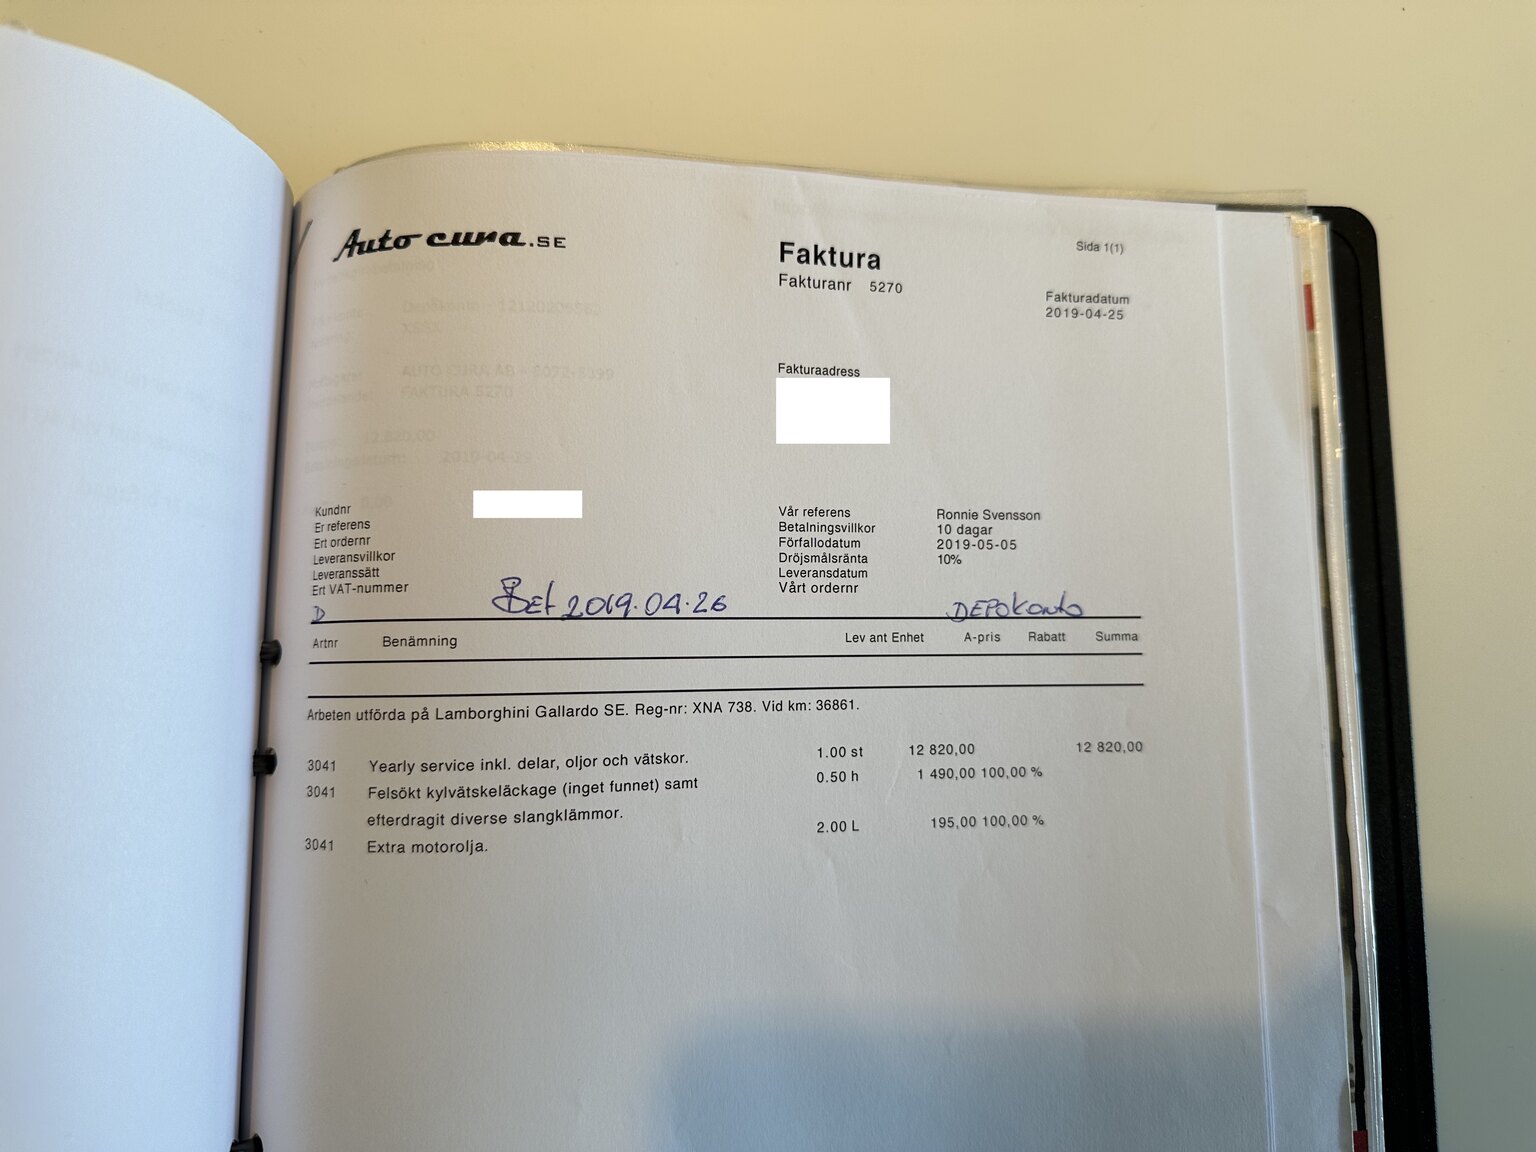 Auto cura.SE
Faktura
Sida 1(1)
Fakturanr 5270
Fakturadatum
2019-04-25
Fakturaadress
Kundnr
Er referens
Ert ordernr
Leveransvillkor
Leveranssätt
Ert VAT-nummer
Vår referens Ronnie Svensson
Betalningsvillkor 10 dagar
Förfallodatum 2019-05-05
Dröjsmålsränta 10%
Leveransdatum
Vårt ordernr
D Bet 2019.04.26 DEPOKonto
Artnr Benämning Lev ant Enhet A-pris Rabatt Summa
Arbeten utförda på Lamborghini Gallardo SE. Reg-nr: XNA 738. Vid km: 36861.
3041 Yearly service inkl. delar, oljor och vätskor. 1.00 st 12 820,00 12 820,00
3041 Felsökt kylvätskeläckage (inget funnet) samt 0.50 h 1 490,00 100,00 %
efterdragit diverse slangklämmor.
3041 Extra motorolja. 2.00 L 195,00 100,00 %